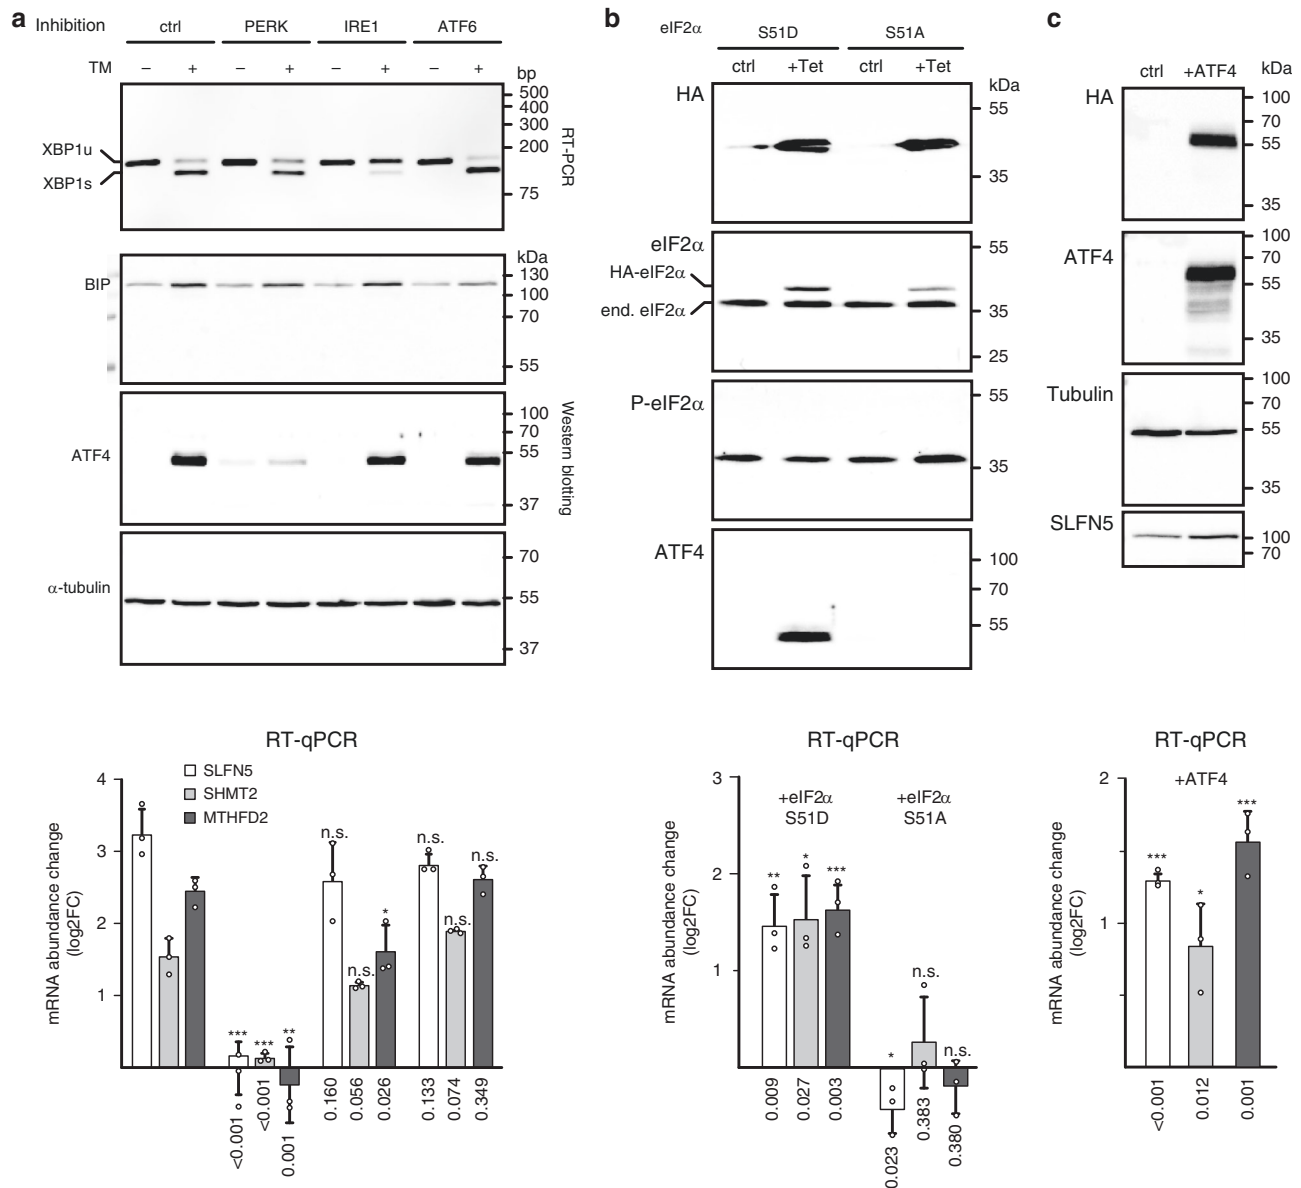 a
Inhibition
ctrl
PERK
IRE1
ATF6
TM
–
+
–
+
–
+
–
+
bp
500
400
300
200
75
XBP1u
XBP1s
RT-PCR
kDa
BIP
130
100
70
55
ATF4
100
70
55
37
Western blotting
α-tubulin
70
55
37
RT-qPCR
SLFN5
SHMT2
MTHFD2
mRNA abundance change
(log2FC)
4
3
2
1
***
***
**
n.s.
n.s.
*
n.s.
n.s.
n.s.
<0.001
<0.001
0.001
0.160
0.056
0.026
0.133
0.074
0.349
b
eIF2α
S51D
S51A
ctrl
+Tet
ctrl
+Tet
kDa
HA
55
35
eIF2α
HA-eIF2α
end. eIF2α
55
35
25
P-eIF2α
55
35
ATF4
100
70
55
RT-qPCR
+eIF2α
S51D
+eIF2α
S51A
mRNA abundance change
(log2FC)
3
2
1
**
*
***
*
n.s.
n.s.
0.009
0.027
0.003
0.023
0.383
0.380
c
ctrl
+ATF4
kDa
HA
100
70
55
35
ATF4
100
70
55
35
Tubulin
100
70
55
35
SLFN5
100
70
RT-qPCR
+ATF4
mRNA abundance change
(log2FC)
2
1
***
*
***
<0.001
0.012
0.001